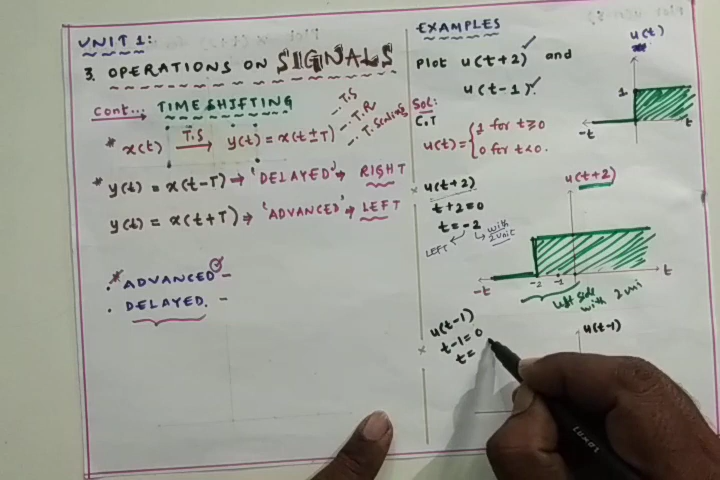 UNIT 1:
3. OPERATIONS ON SIGNALS
Cont... TIME SHIFTING
T.S
T.R
T. Scaling
* x(t) T.S → y(t) = x(t±T)
* y(t) = x(t-T) → 'DELAYED' → RIGHT
y(t) = x(t+T) → 'ADVANCED' → LEFT
* ADVANCED -
DELAYED. -
EXAMPLES
Plot u(t+2) and
u(t-1).
Sol:
C.T
u(t) = { 1 for t≥0
0 for t<0.
u(t)
1
-t
t
* u(t+2)
t+2=0
t=-2
LEFT
with
2 unit
u(t+2)
-t -2 -1 t
left side
with 2 uni
* u(t-1)
t-1=0
t=
u(t-1)